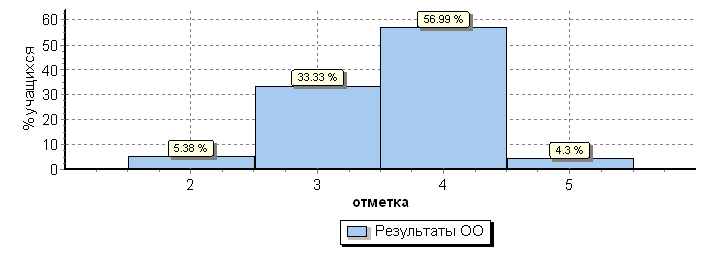 % учащихся
60
50
40
30
20
10
0
5.38 %
33.33 %
56.99 %
4.3 %
2 3 4 5
отметка
Результаты ОО